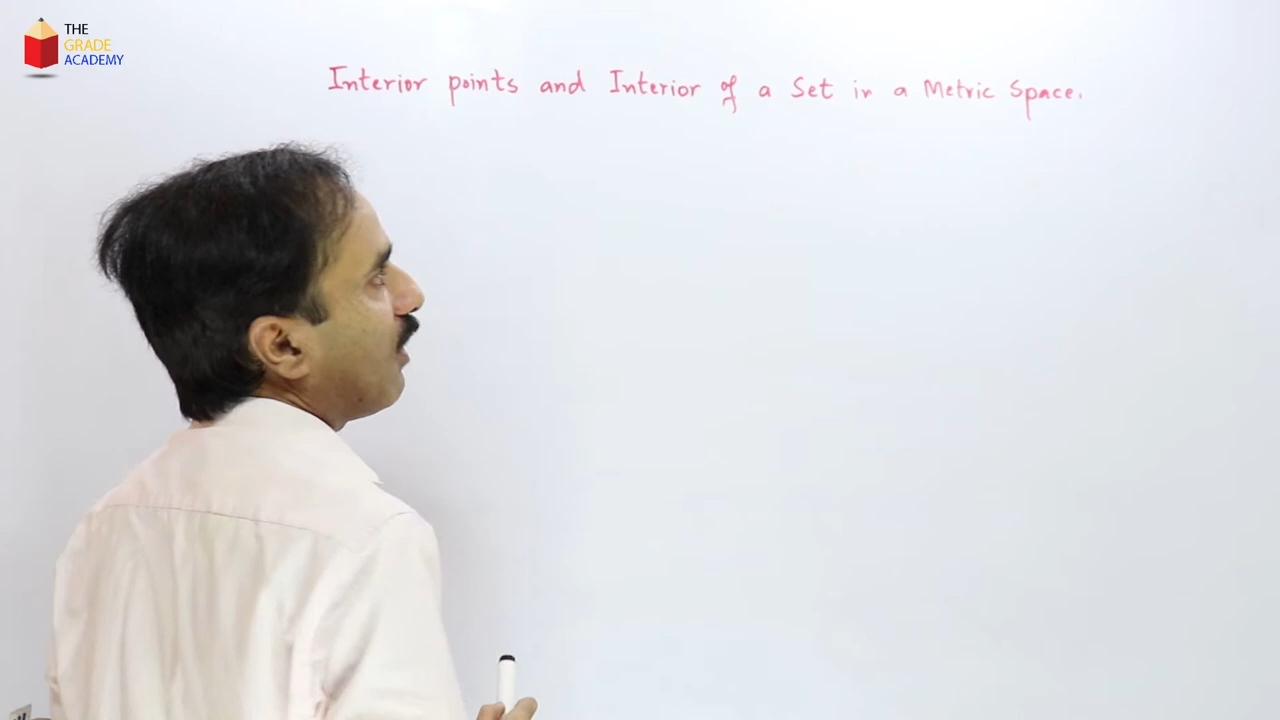 THE
GRADE
ACADEMY
Interior points and Interior of a Set in a Metric Space.